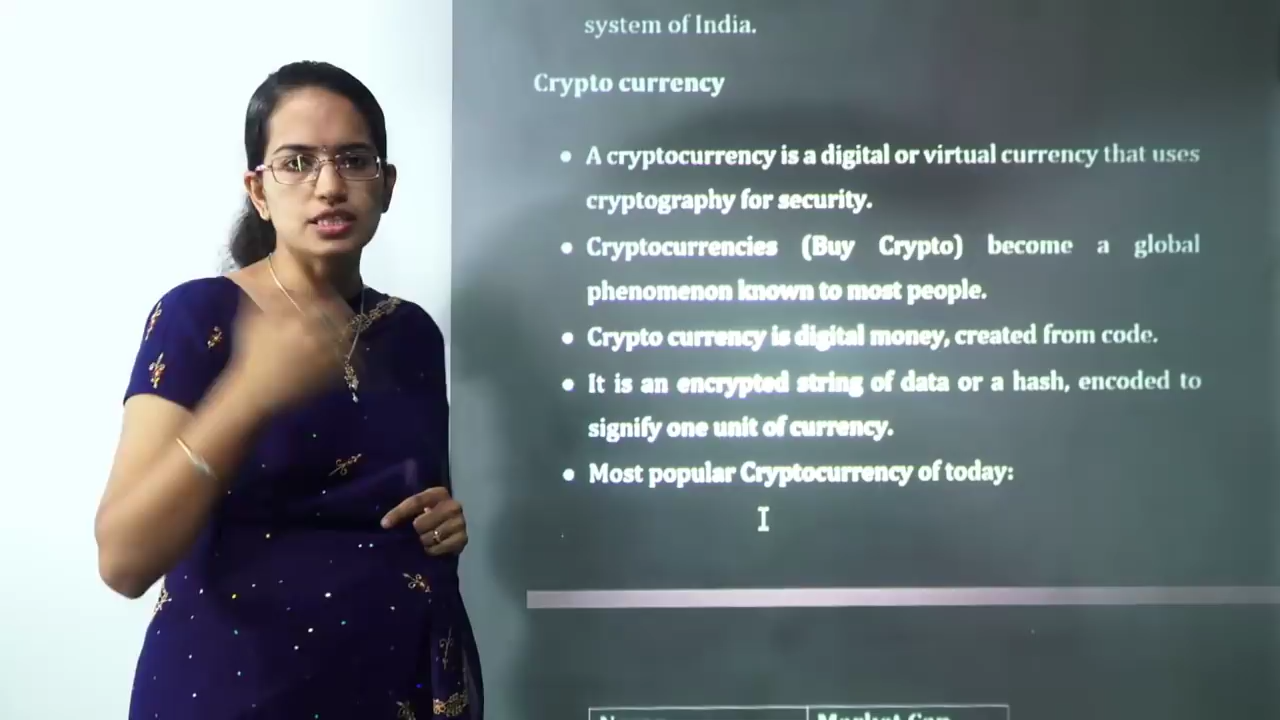 system of India.
Crypto currency
• A cryptocurrency is a digital or virtual currency that uses
cryptography for security.
• Cryptocurrencies (Buy Crypto) become a global
phenomenon known to most people.
• Crypto currency is digital money, created from code.
• It is an encrypted string of data or a hash, encoded to
signify one unit of currency.
• Most popular Cryptocurrency of today:
Name Market Cap